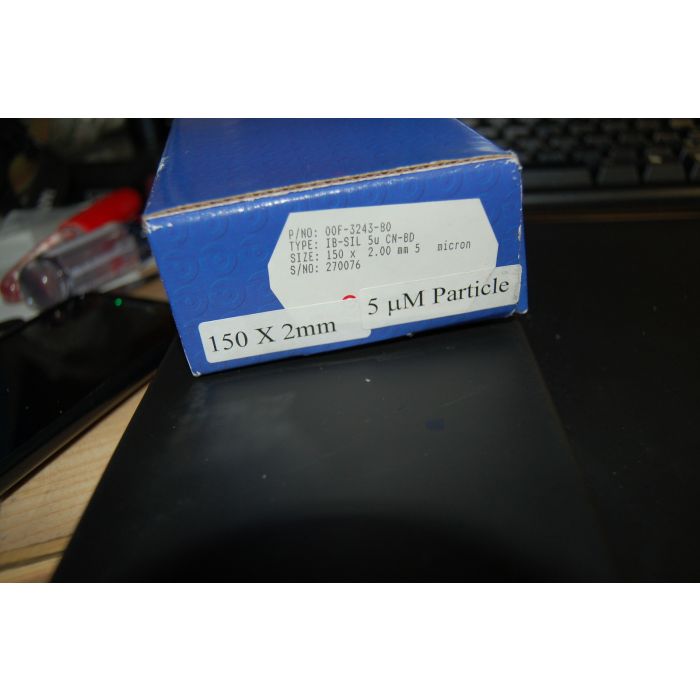 P/NO: 00F-3243-B0
TYPE: IB-SIL 5u CN-BD
SIZE: 150 x 2.00 mm 5 micron
S/NO: 270076
150 X 2mm
5 µM Particle